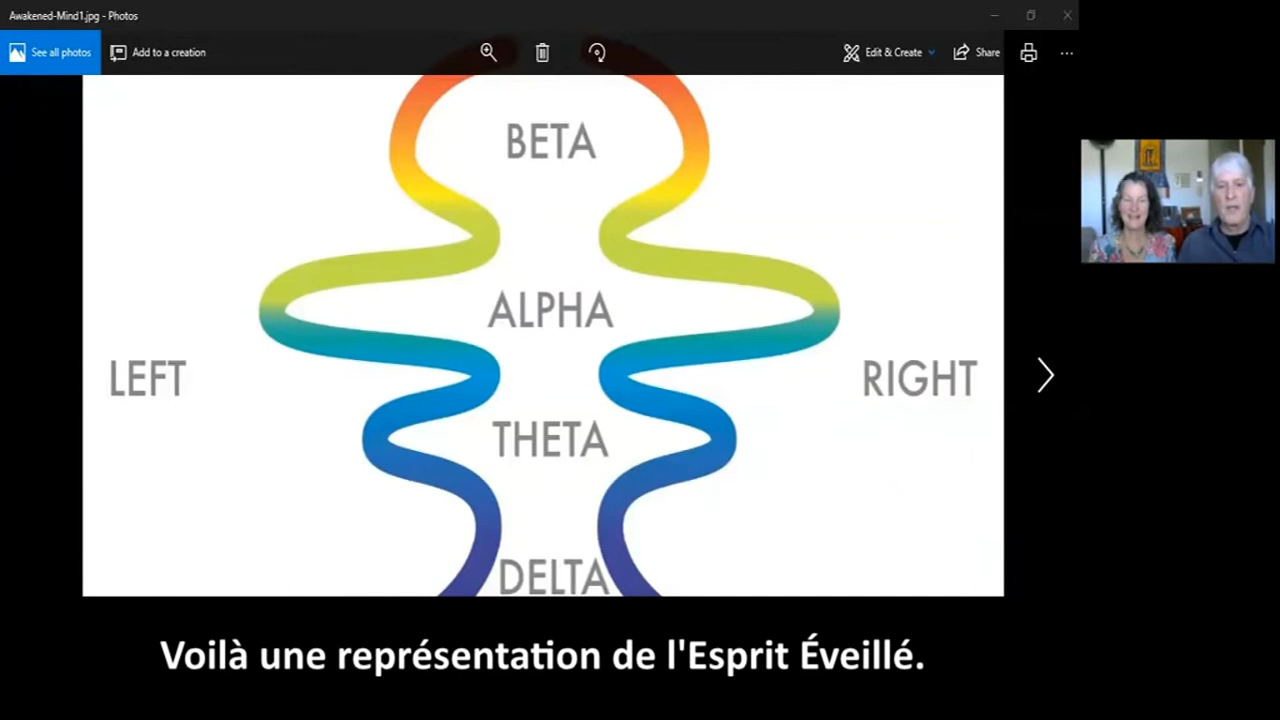 Awakened-Mind1.jpg - Photos
See all photos
Add to a creation
Edit & Create
Share
BETA
ALPHA
LEFT
RIGHT
THETA
DELTA
Voilà une représentation de l'Esprit Éveillé.